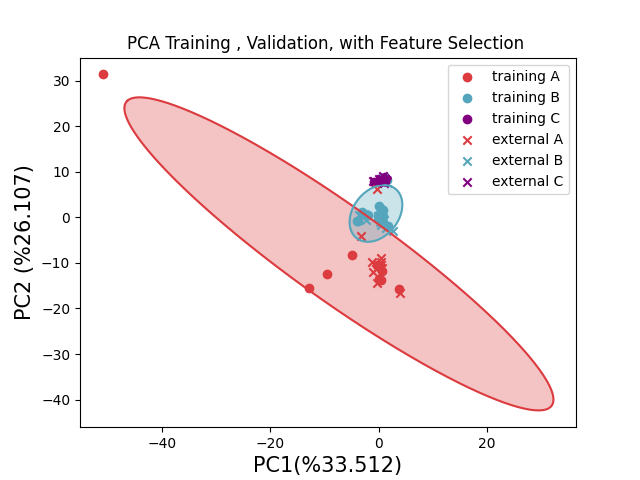 PCA Training , Validation, with Feature Selection
30
20
10
0
−10
−20
−30
−40
PC2 (%26.107)
training A
training B
training C
external A
external B
external C
−40
−20
0
20
PC1(%33.512)